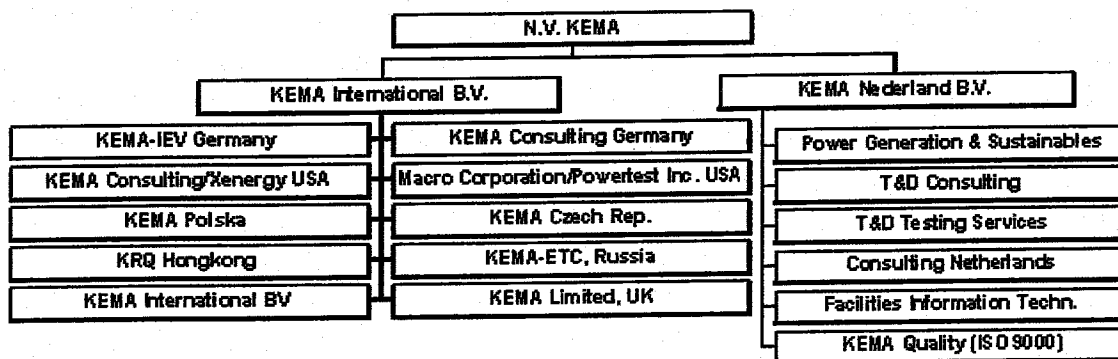 N.V. KEMA
KEMA International B.V.
KEMA Nederland B.V.
KEMA-IEV Germany
KEMA Consulting Germany
Power Generation & Sustainables
KEMA Consulting/Xenergy USA
Macro Corporation/Powertest Inc. USA
T&D Consulting
KEMA Polska
KEMA Czech Rep.
T&D Testing Services
KRQ Hongkong
KEMA-ETC, Russia
Consulting Netherlands
KEMA International BV
KEMA Limited, UK
Facilities Information Techn.
KEMA Quality (ISO 9000)